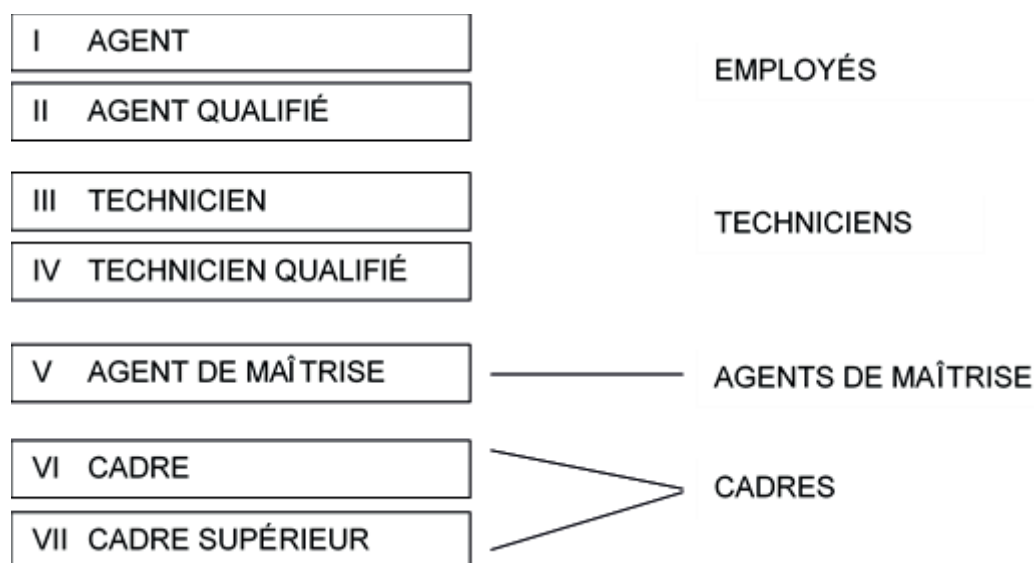 I AGENT
II AGENT QUALIFIÉ
EMPLOYÉS
III TECHNICIEN
IV TECHNICIEN QUALIFIÉ
TECHNICIENS
V AGENT DE MAÎTRISE
AGENTS DE MAÎTRISE
VI CADRE
VII CADRE SUPÉRIEUR
CADRES